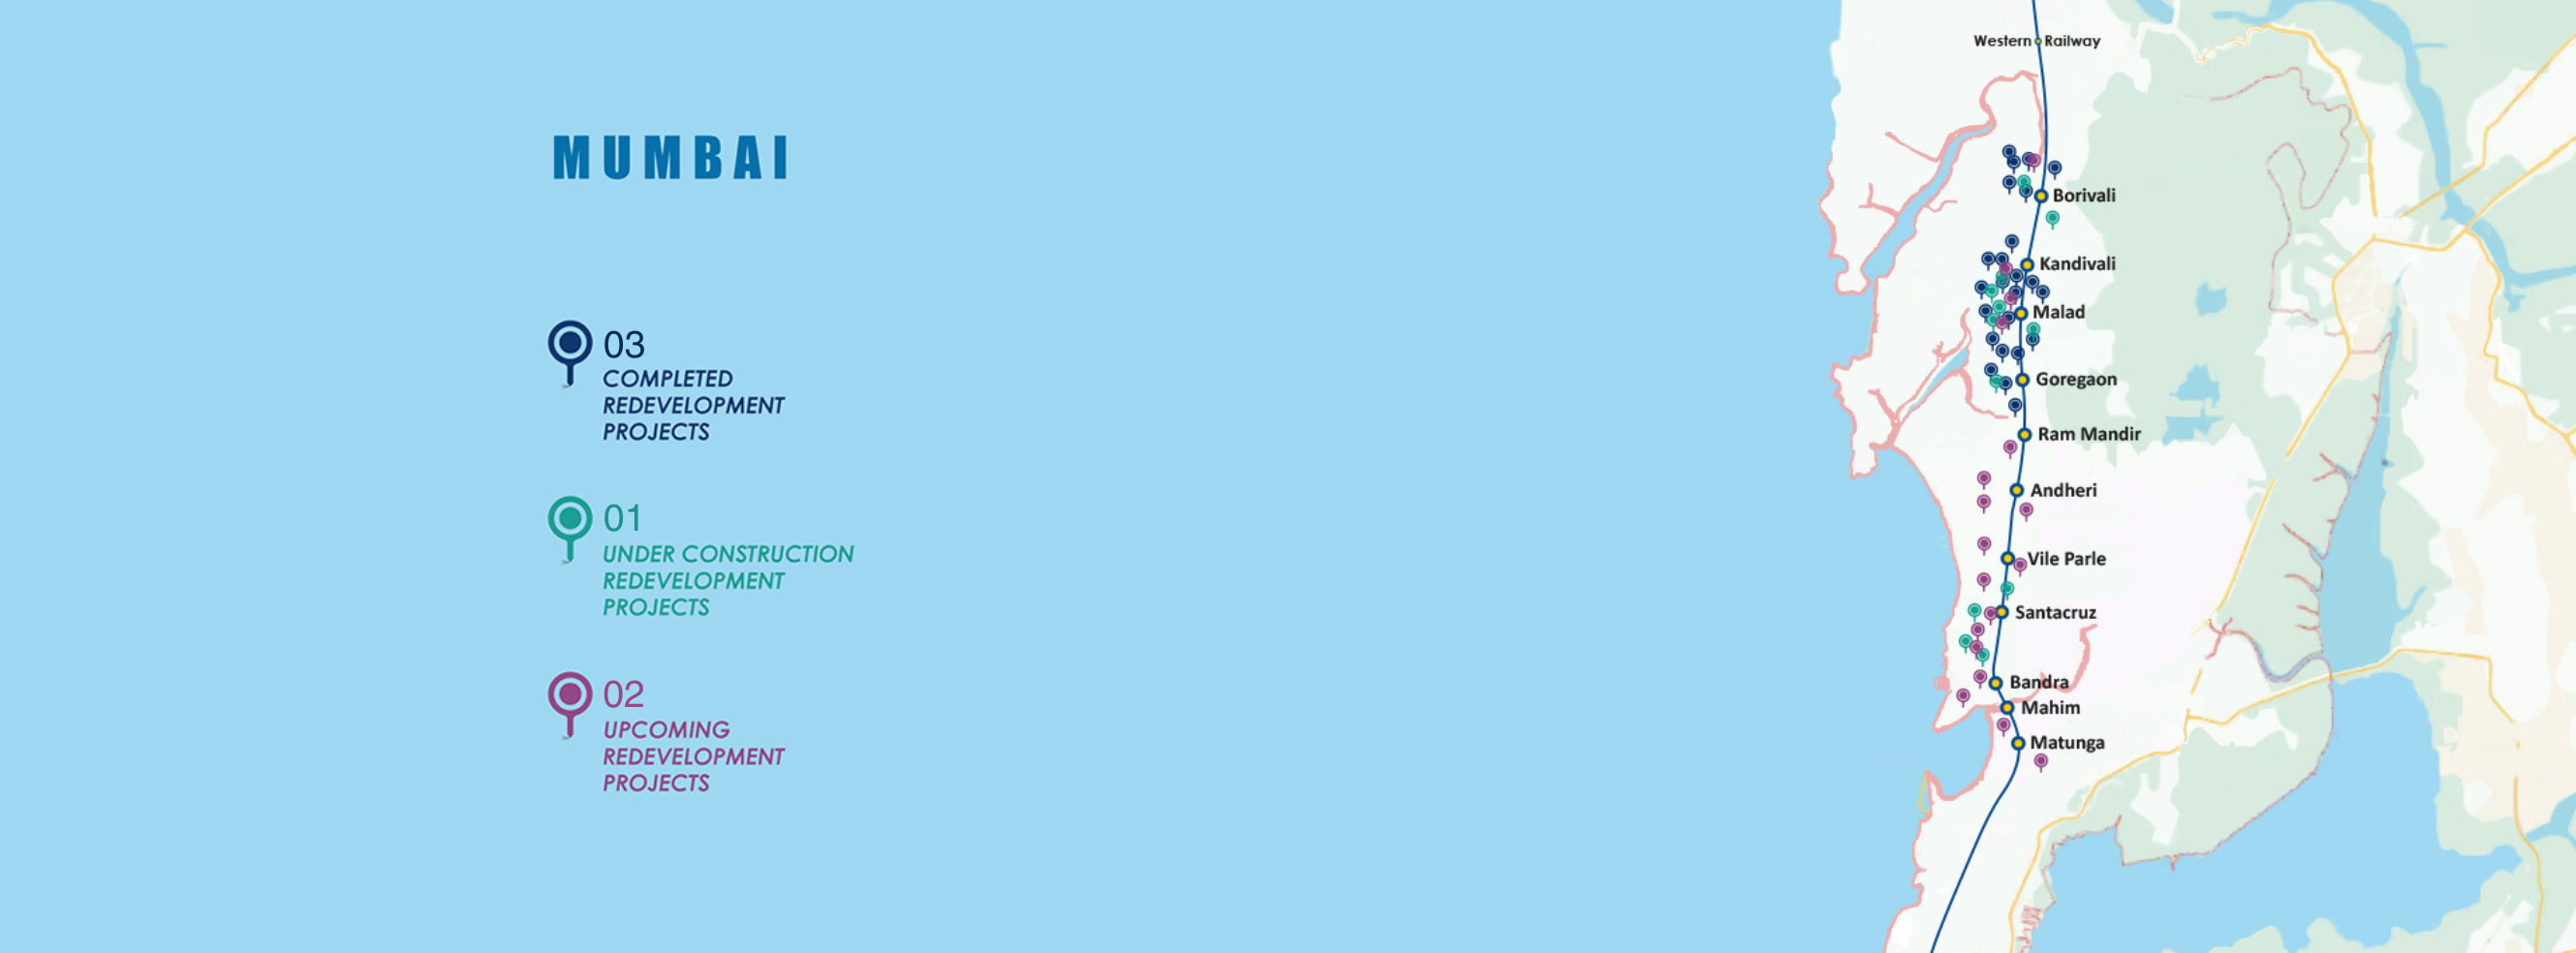 MUMBAI
03
COMPLETED
REDEVELOPMENT
PROJECTS
01
UNDER CONSTRUCTION
REDEVELOPMENT
PROJECTS
02
UPCOMING
REDEVELOPMENT
PROJECTS
Western Railway
Borivali
Kandivali
Malad
Goregaon
Ram Mandir
Andheri
Vile Parle
Santacruz
Bandra
Mahim
Matunga